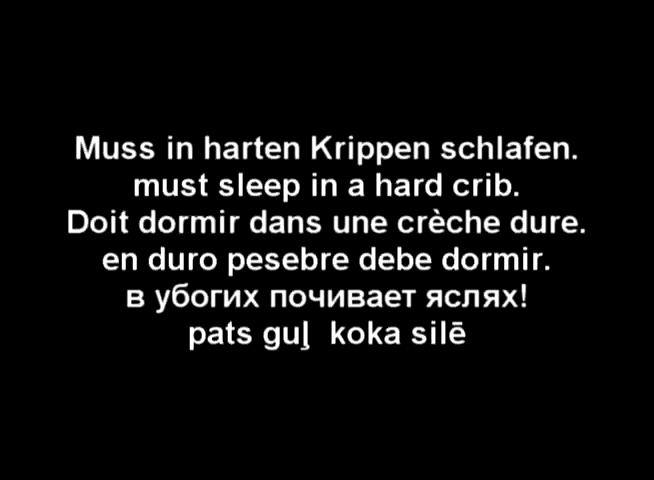 Muss in harten Krippen schlafen.
must sleep in a hard crib.
Doit dormir dans une crèche dure.
en duro pesebre debe dormir.
в убогих почивает яслях!
pats guļ koka silē